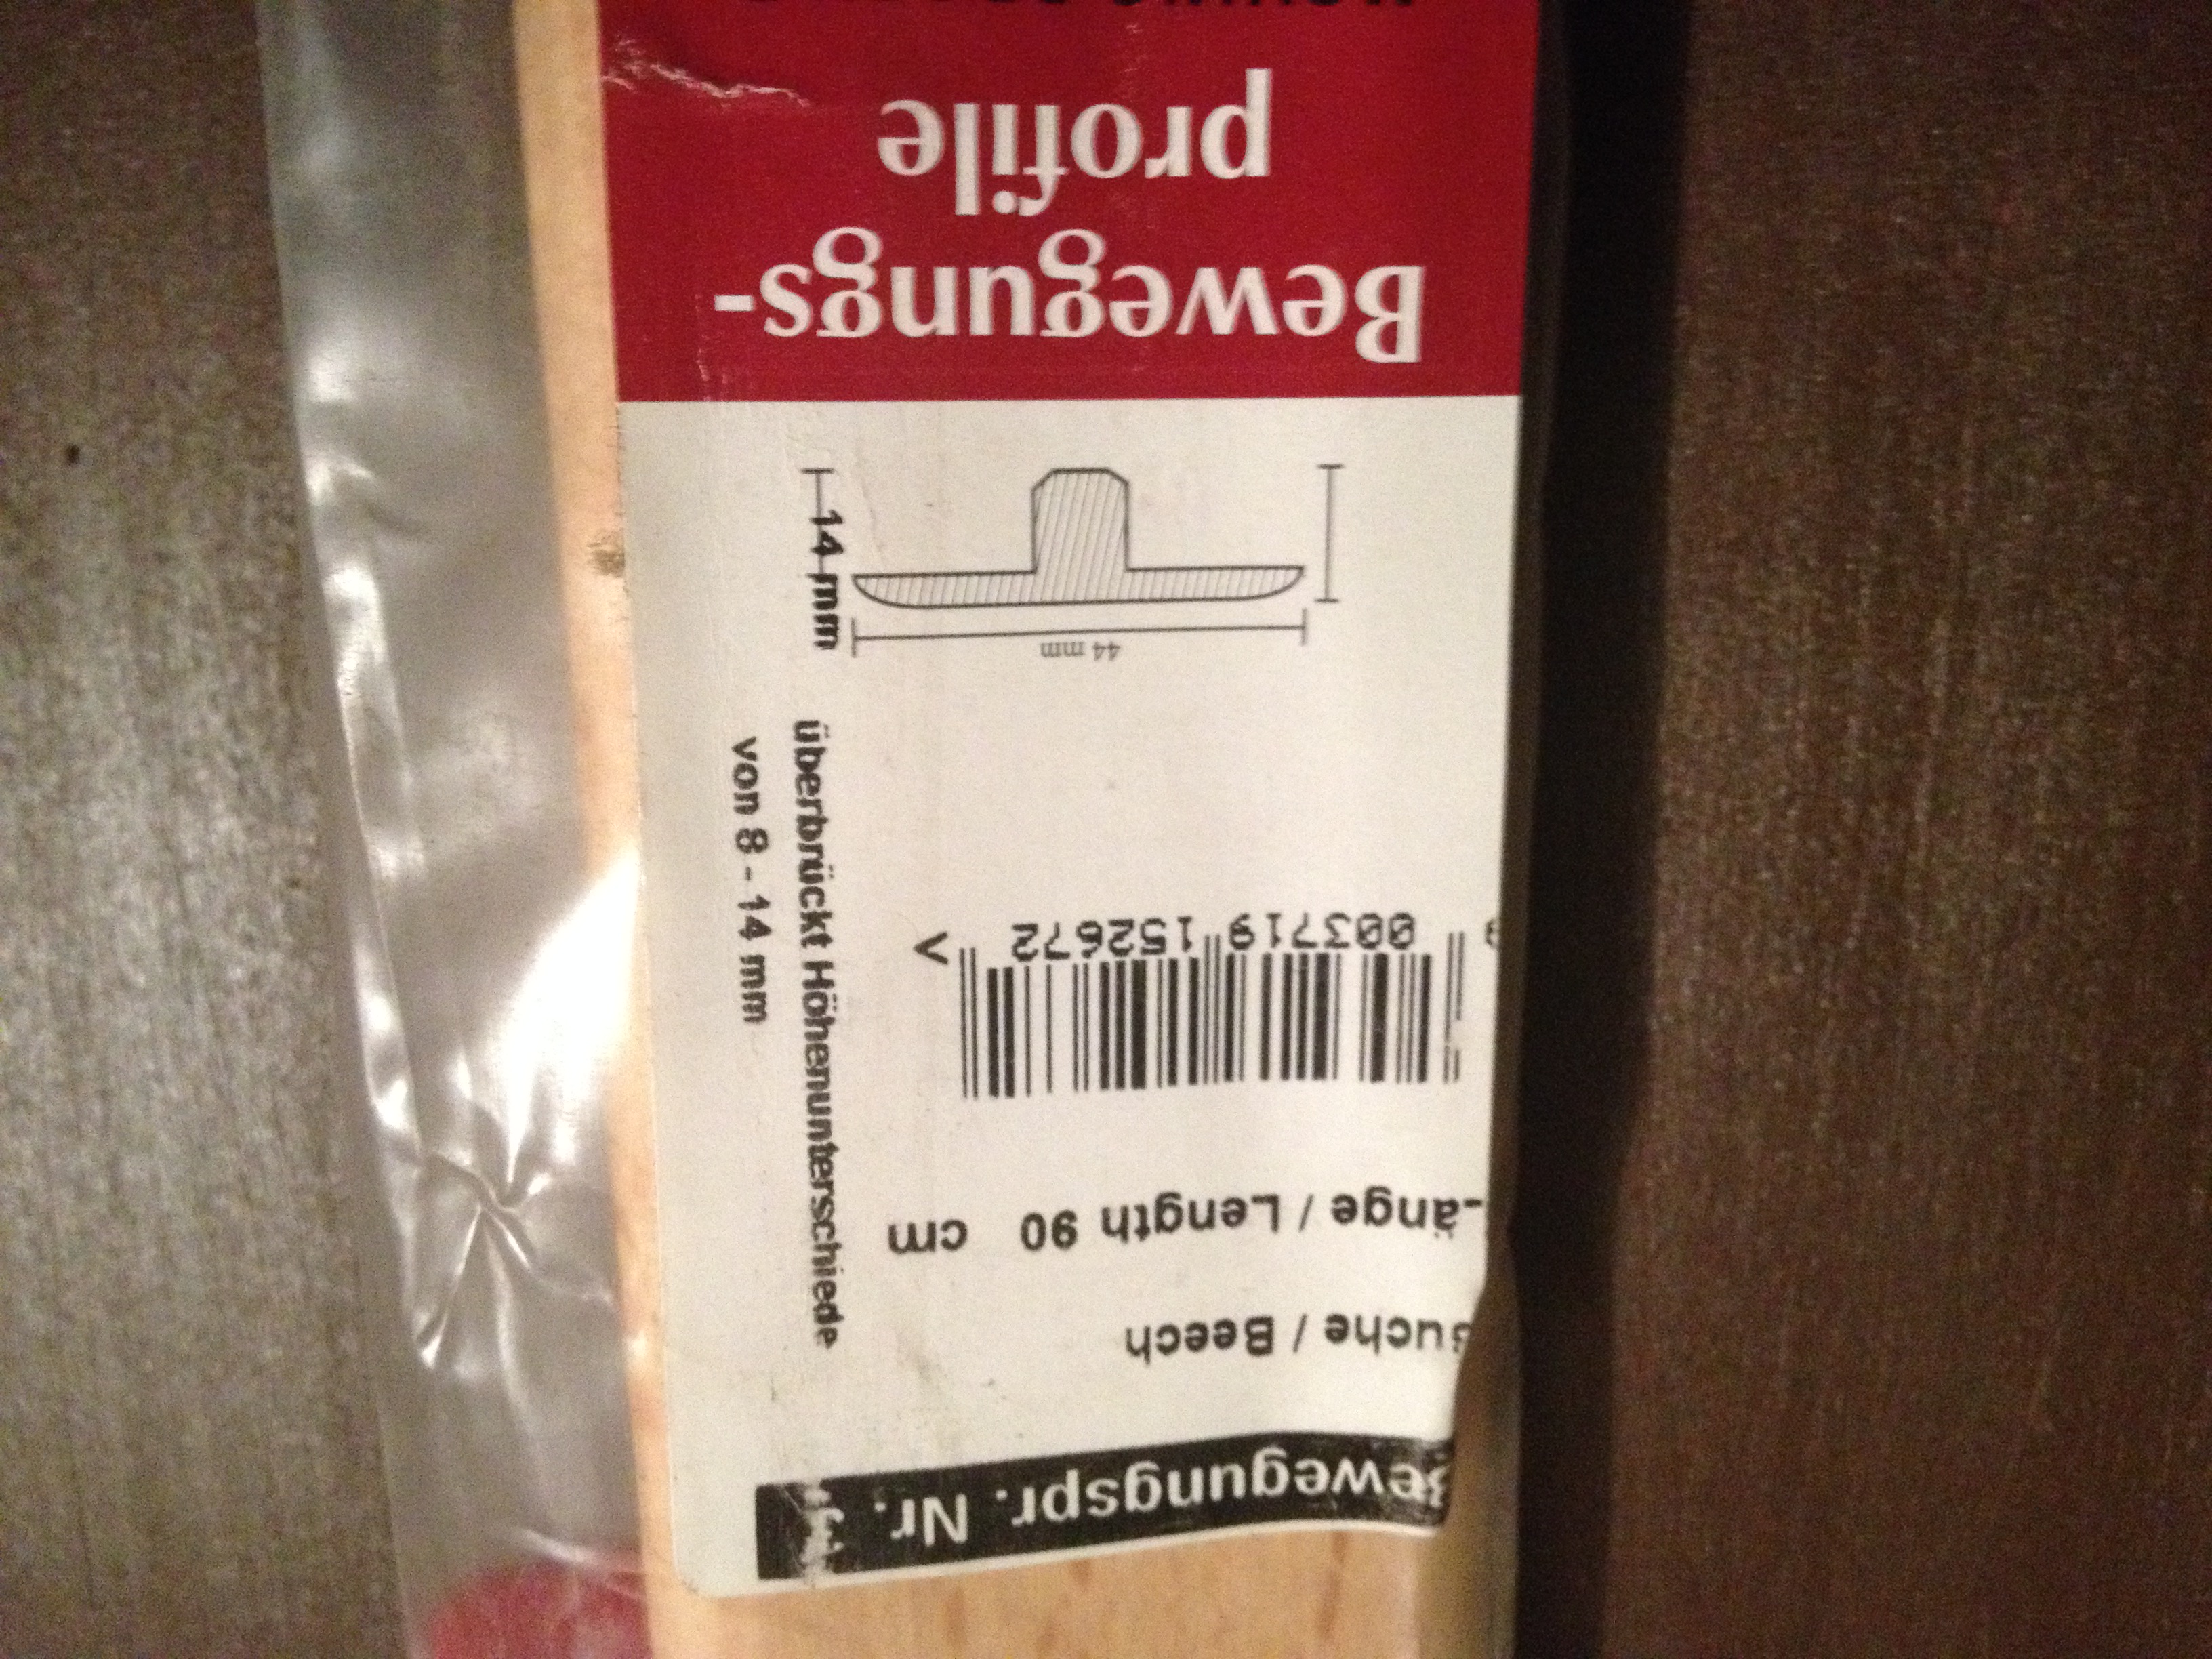 Bewegungspr. Nr.
Buche / Beech
Länge / Length 90 cm
003719 152672 >
überbrückt Höhenunterschiede
von 8 - 14 mm
44 mm
14 mm
Bewegungs-
profile